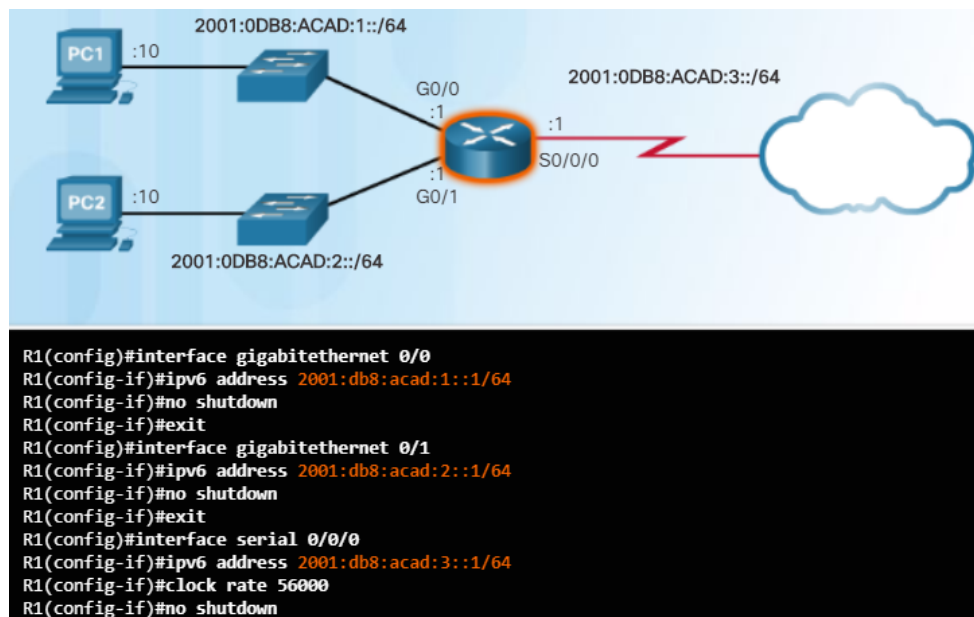 2001:0DB8:ACAD:1::/64
PC1
:10
G0/0
:1
2001:0DB8:ACAD:3::/64
:1
S0/0/0
:1
G0/1
PC2
:10
2001:0DB8:ACAD:2::/64
R1(config)#interface gigabitethernet 0/0
R1(config-if)#ipv6 address 2001:db8:acad:1::1/64
R1(config-if)#no shutdown
R1(config-if)#exit
R1(config)#interface gigabitethernet 0/1
R1(config-if)#ipv6 address 2001:db8:acad:2::1/64
R1(config-if)#no shutdown
R1(config-if)#exit
R1(config)#interface serial 0/0/0
R1(config-if)#ipv6 address 2001:db8:acad:3::1/64
R1(config-if)#clock rate 56000
R1(config-if)#no shutdown